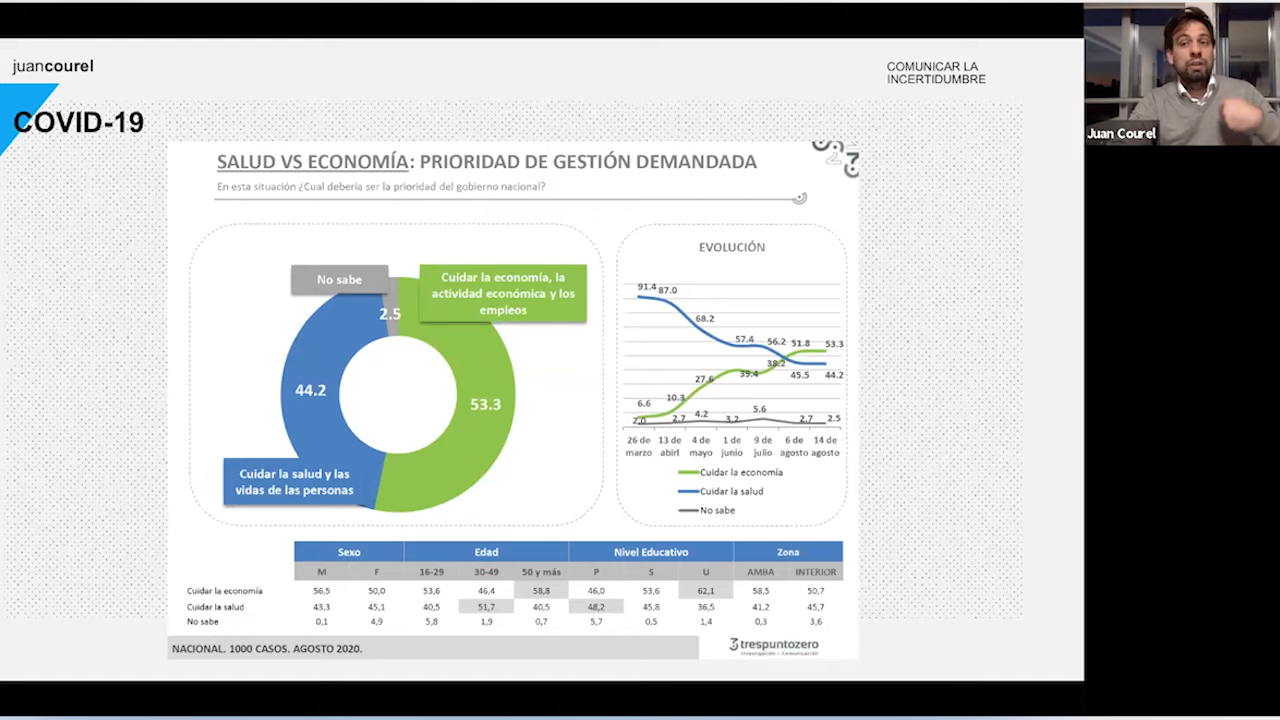 juancourel
COMUNICAR LA
INCERTIDUMBRE
COVID-19
Juan Courel
SALUD VS ECONOMÍA: PRIORIDAD DE GESTIÓN DEMANDADA
En esta situación ¿Cual debería ser la prioridad del gobierno nacional?
No sabe
Cuidar la economía, la
actividad económica y los
empleos
2.5
44.2
53.3
Cuidar la salud y las
vidas de las personas
EVOLUCIÓN
91.4 87.0
68.2
57.4 56.2 51.8 53.3
27.6 39.4 38.2 45.5 44.2
6.6 10.3
2.0 2.7 4.2 3.2 5.6 2.7 2.5
26 de 13 de 4 de 1 de 9 de 6 de 14 de
marzo abirl mayo junio julio agosto agosto
Cuidar la economía
Cuidar la salud
No sabe
Sexo Edad Nivel Educativo Zona
M F 16-29 30-49 50 y más P S U AMBA INTERIOR
Cuidar la economía 56,5 50,0 53,6 46,4 58,8 46,0 53,6 62,1 58,5 50,7
Cuidar la salud 43,3 45,1 40,5 51,7 40,5 48,2 45,8 36,5 41,2 45,7
No sabe 0,1 4,9 5,8 1,9 0,7 5,7 0,5 1,4 0,3 3,6
NACIONAL. 1000 CASOS. AGOSTO 2020.
trespuntozero
Investigación + Comunicación